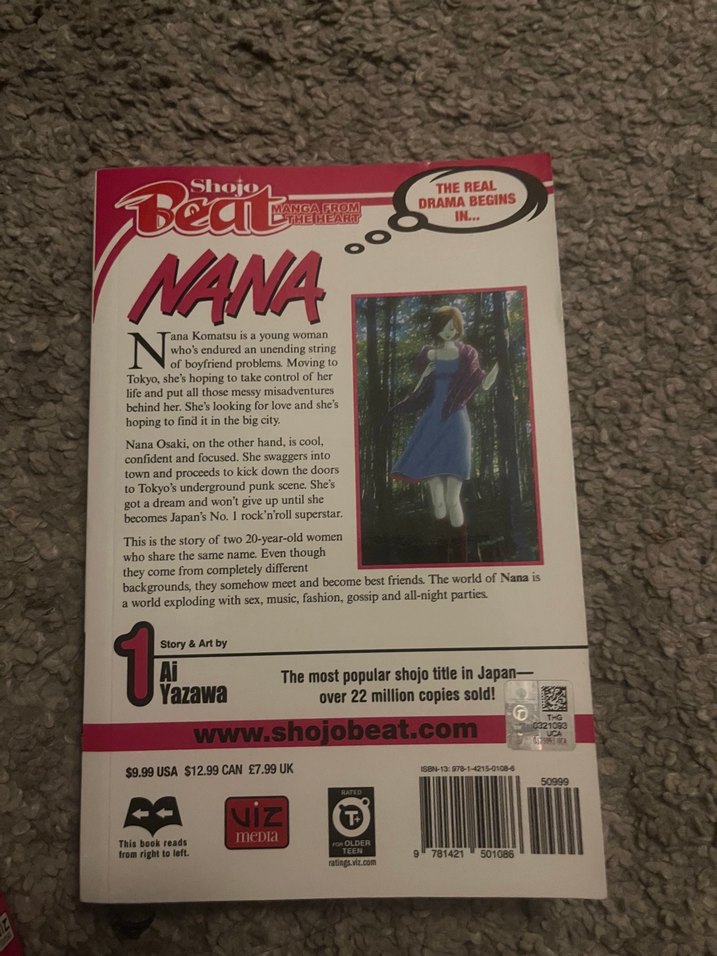 Shojo
Beat
MANGA FROM
THE HEART
THE REAL
DRAMA BEGINS
IN...
NANA
Nana Komatsu is a young woman
who's endured an unending string
of boyfriend problems. Moving to
Tokyo, she's hoping to take control of her
life and put all those messy misadventures
behind her. She's looking for love and she's
hoping to find it in the big city.
Nana Osaki, on the other hand, is cool,
confident and focused. She swaggers into
town and proceeds to kick down the doors
to Tokyo's underground punk scene. She's
got a dream and won't give up until she
becomes Japan's No. 1 rock'n'roll superstar.
This is the story of two 20-year-old women
who share the same name. Even though
they come from completely different
backgrounds, they somehow meet and become best friends. The world of Nana is
a world exploding with sex, music, fashion, gossip and all-night parties.
1
Story & Art by
Ai
Yazawa
The most popular shojo title in Japan—
over 22 million copies sold!
THG
0321093
UCA
www.shojobeat.com
$9.99 USA $12.99 CAN £7.99 UK
This book reads
from right to left.
VIZ
MEDIA
RATED
T+
FOR OLDER
TEEN
ratings.viz.com
ISBN-13: 978-1-4215-0108-6
50999
9 781421 501086